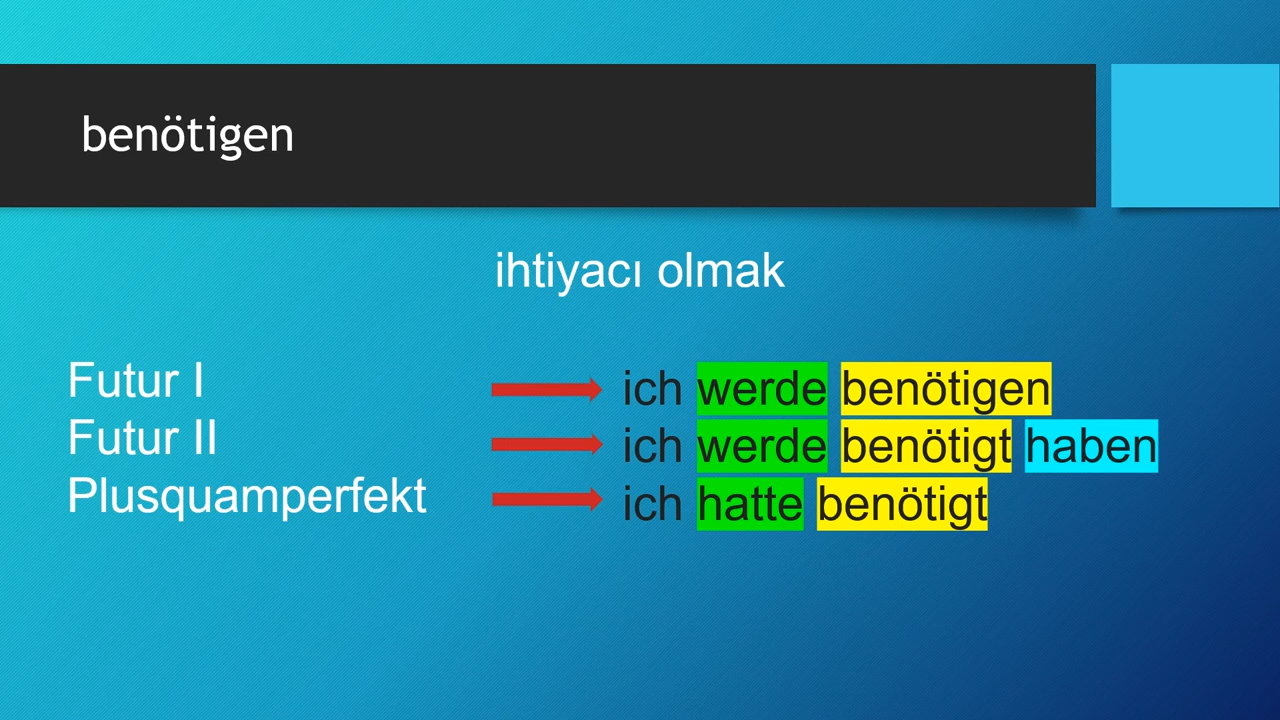 benötigen
ihtiyacı olmak
Futur I
ich werde benötigen
Futur II
ich werde benötigt haben
Plusquamperfekt
ich hatte benötigt